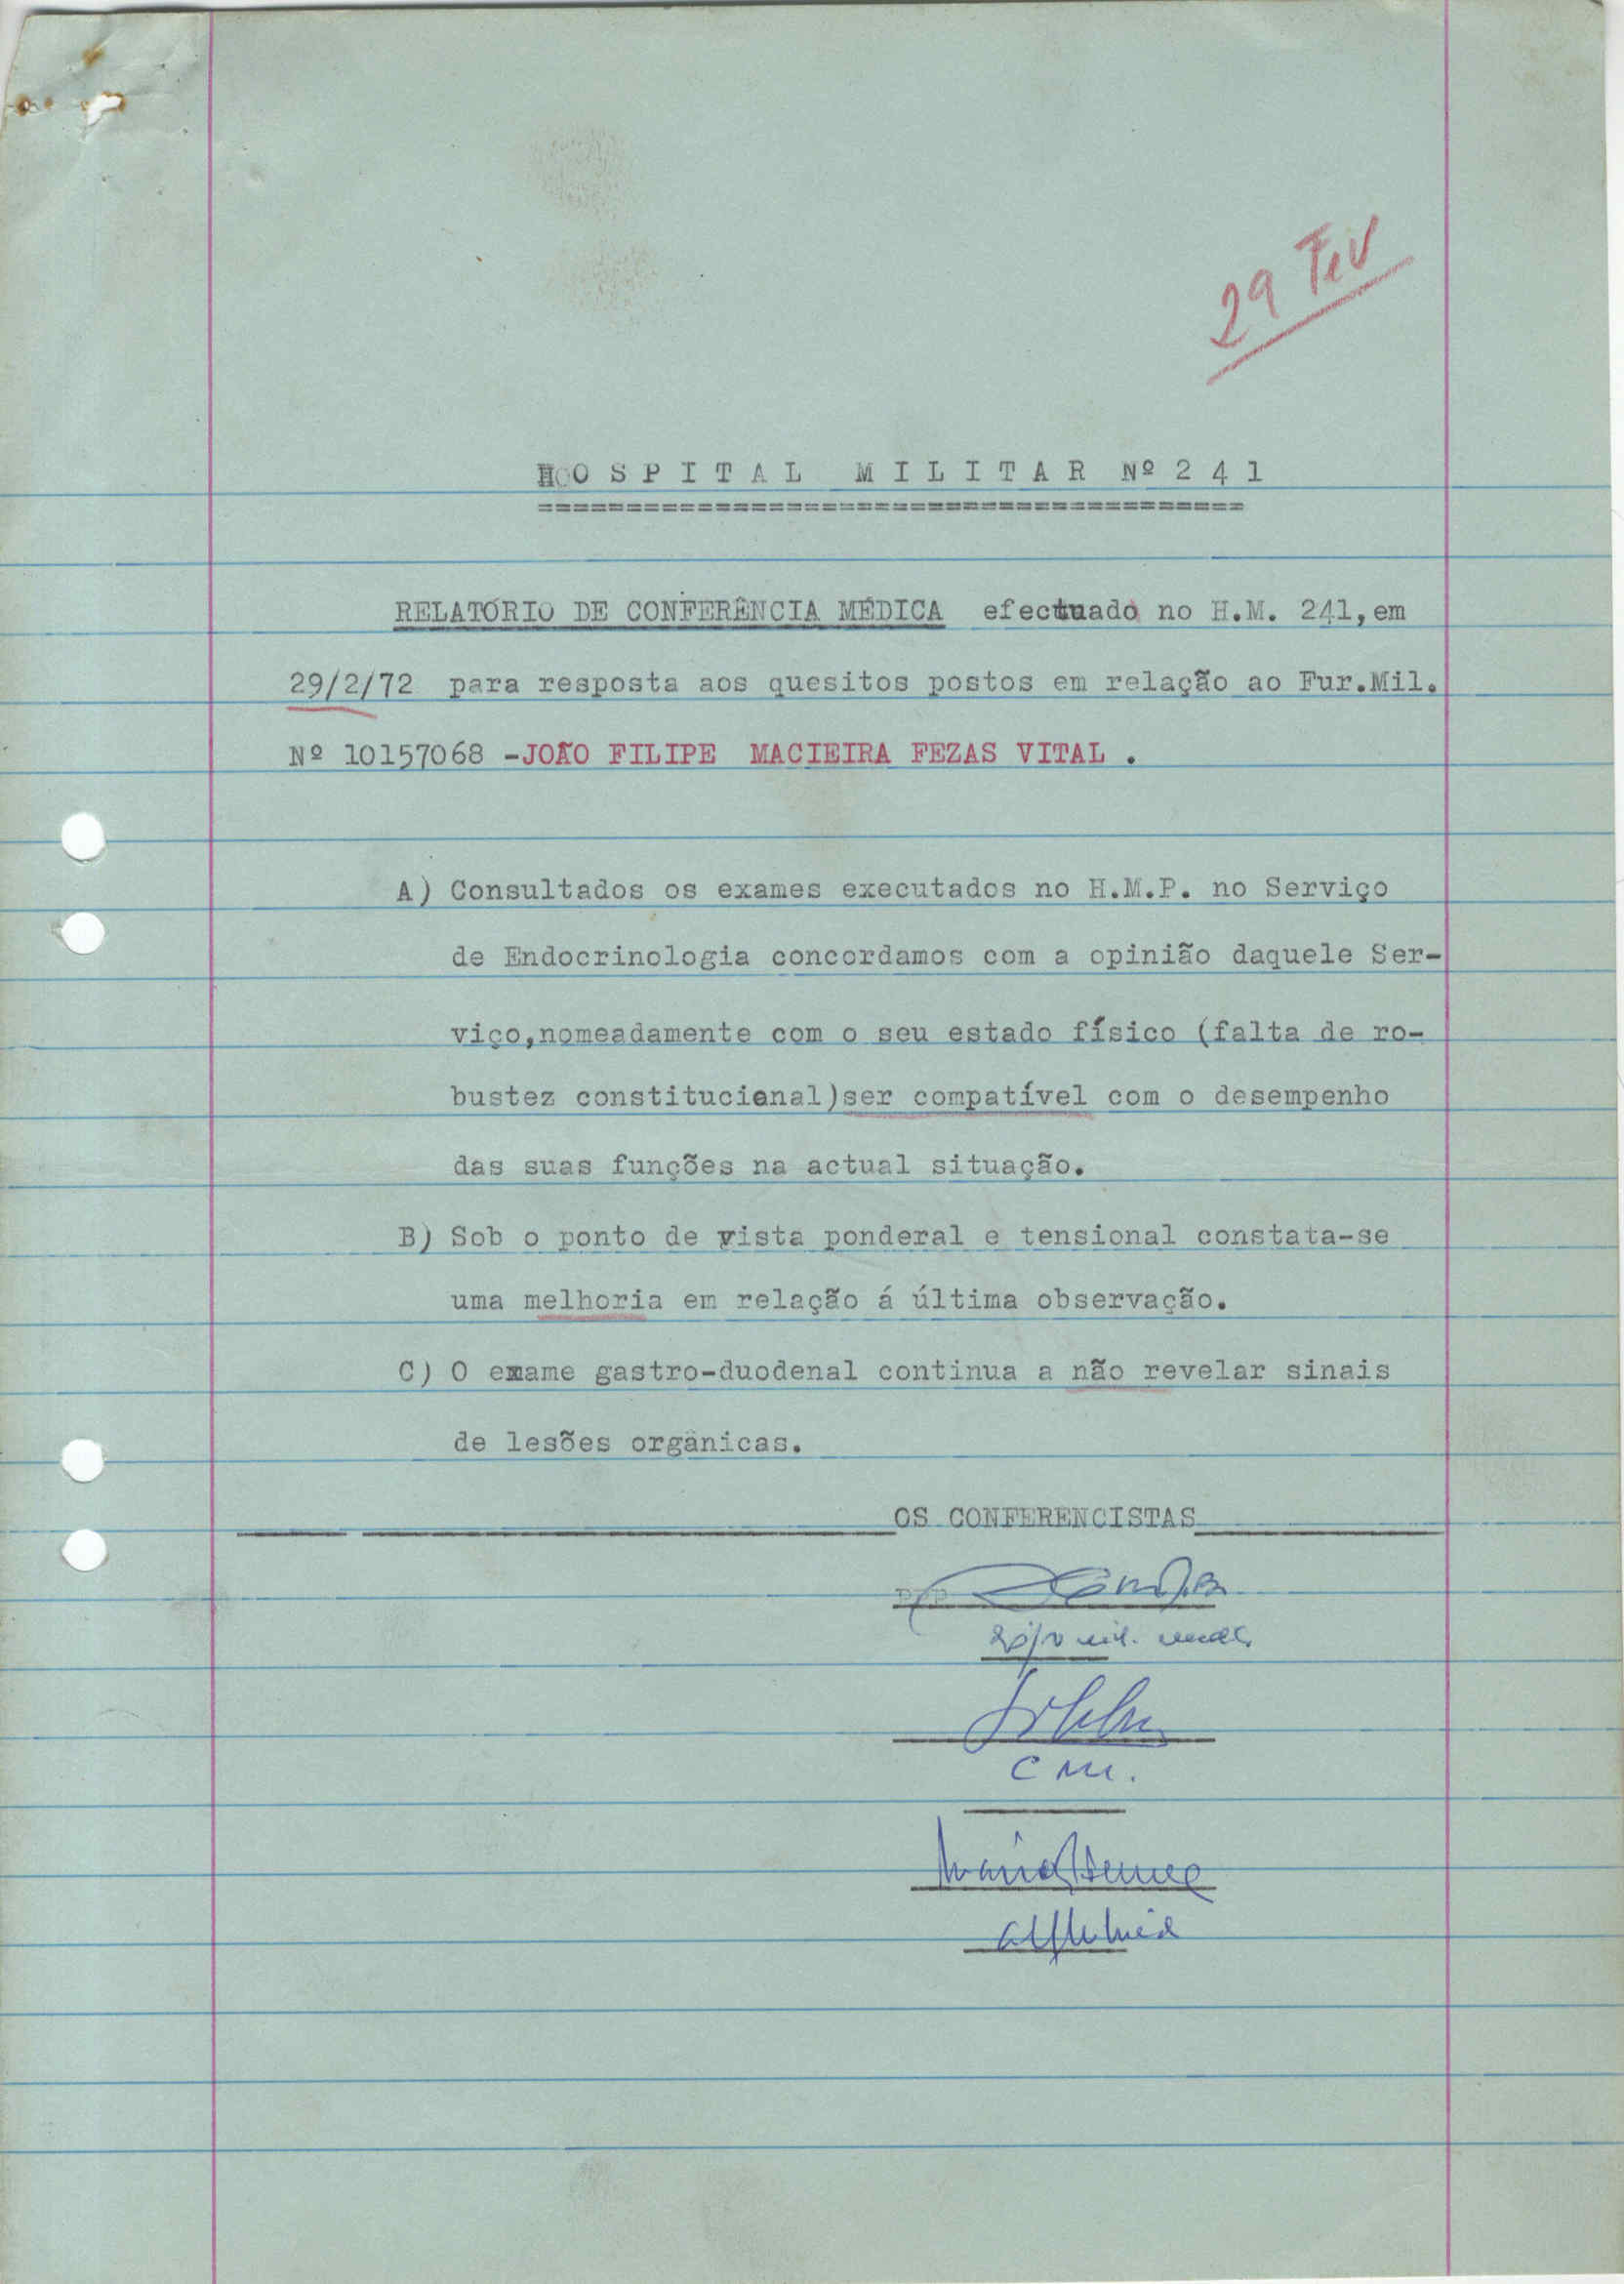 29 Fev
HOSPITAL MILITAR Nº 241
RELATÓRIO DE CONFERÊNCIA MÉDICA efectuado no H.M. 241, em
29/2/72 para resposta aos quesitos postos em relação ao Fur.Mil.
Nº 10157068 -JOÃO FILIPE MACIEIRA FEZAS VITAL .
A) Consultados os exames executados no H.M.P. no Serviço
de Endocrinologia concordamos com a opinião daquele Ser-
viço,nomeadamente com o seu estado físico (falta de ro-
bustez constitucional)ser compatível com o desempenho
das suas funções na actual situação.
B) Sob o ponto de vista ponderal e tensional constata-se
uma melhoria em relação á última observação.
C) O exame gastro-duodenal continua a não revelar sinais
de lesões orgânicas.
OS CONFERENCISTAS